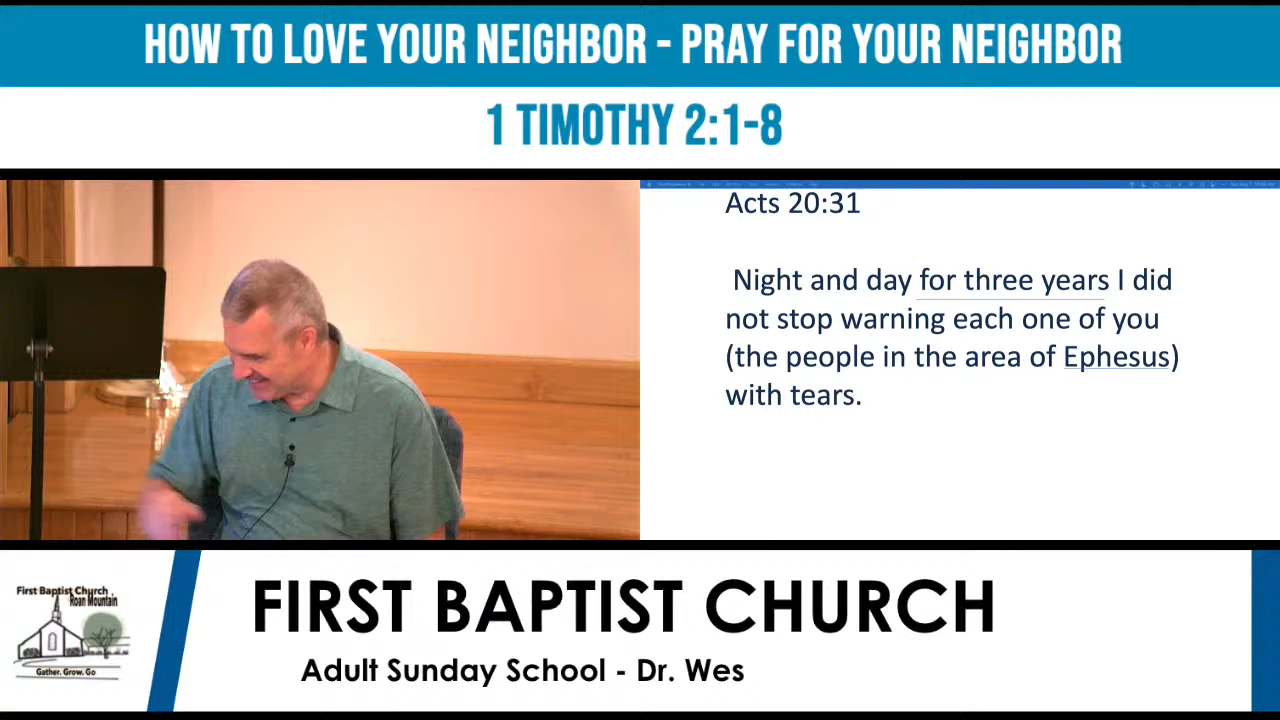 HOW TO LOVE YOUR NEIGHBOR - PRAY FOR YOUR NEIGHBOR
1 TIMOTHY 2:1-8
Acts 20:31
Night and day for three years I did
not stop warning each one of you
(the people in the area of Ephesus)
with tears.
First Baptist Church
Roan Mountain
Gather. Grow. Go
FIRST BAPTIST CHURCH
Adult Sunday School - Dr. Wes